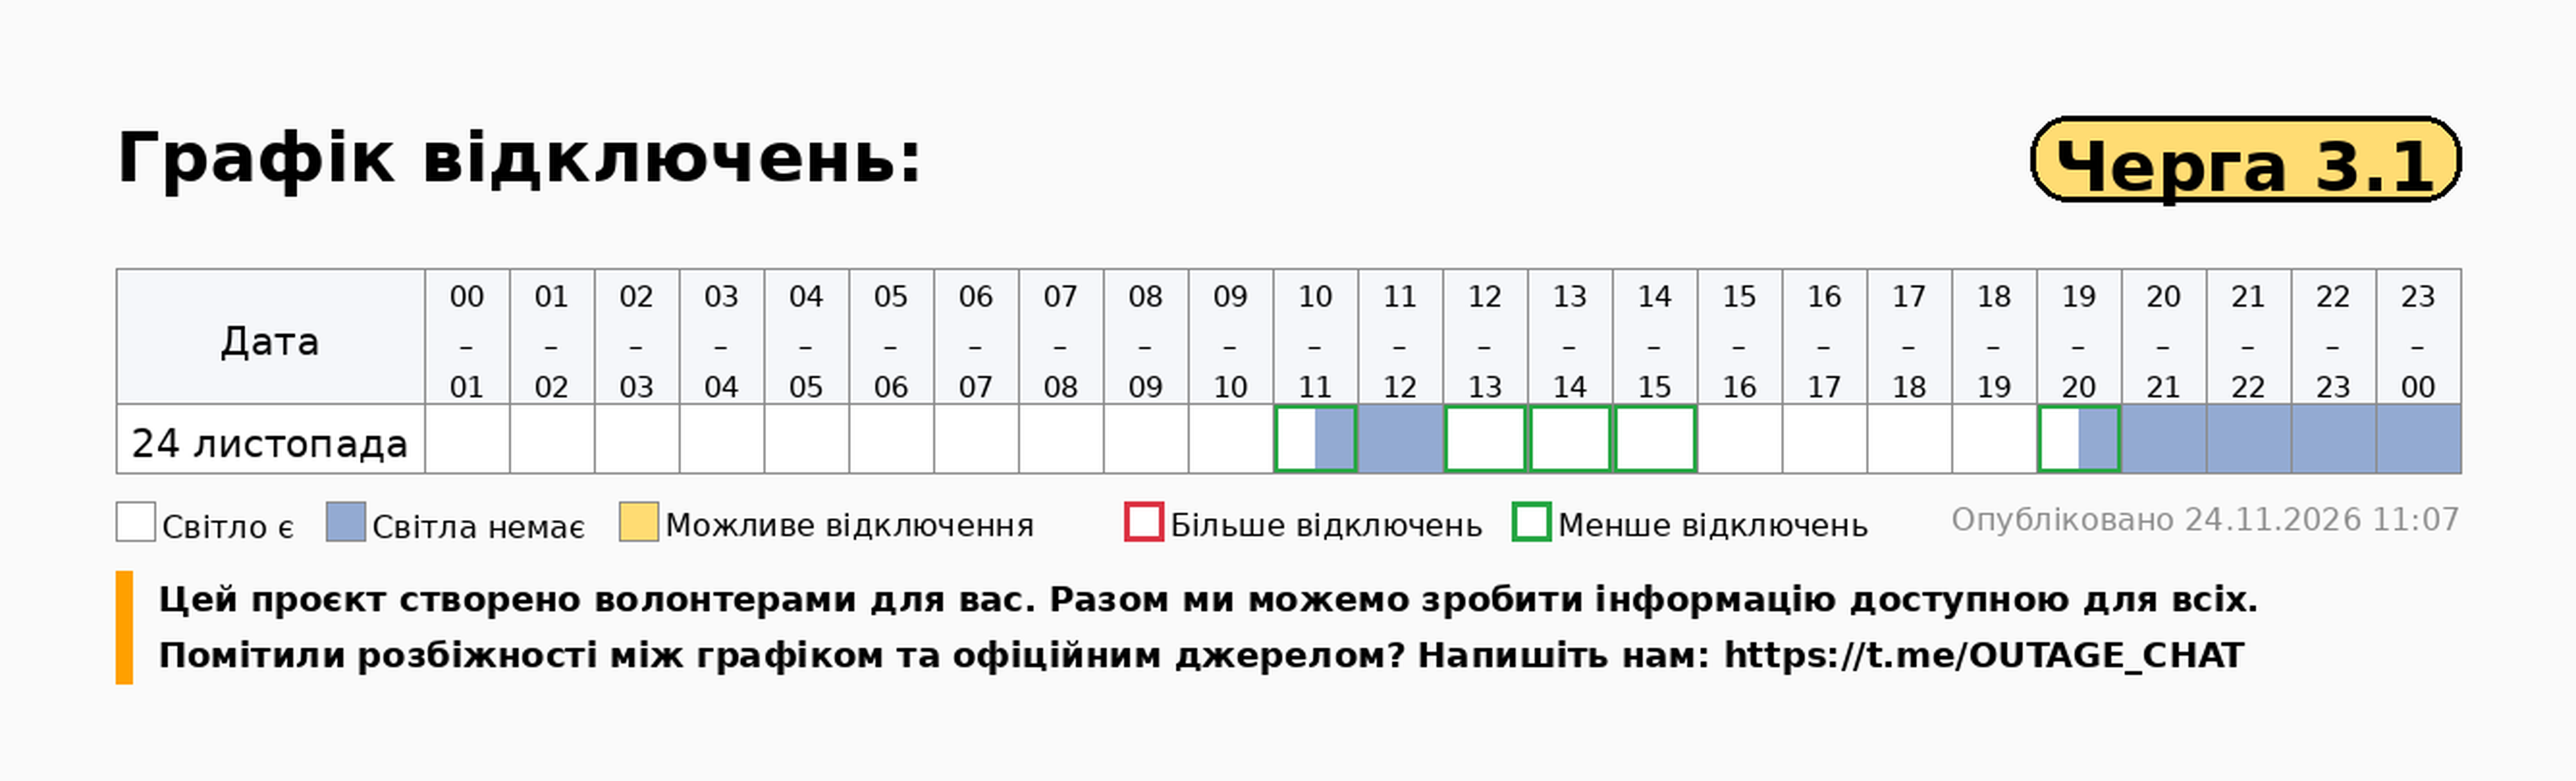 Графік відключень:
Черга 3.1
Дата
00 – 01
01 – 02
02 – 03
03 – 04
04 – 05
05 – 06
06 – 07
07 – 08
08 – 09
09 – 10
10 – 11
11 – 12
12 – 13
13 – 14
14 – 15
15 – 16
16 – 17
17 – 18
18 – 19
19 – 20
20 – 21
21 – 22
22 – 23
23 – 00
24 листопада
Світло є
Світла немає
Можливе відключення
Більше відключень
Менше відключень
Опубліковано 24.11.2026 11:07
Цей проєкт створено волонтерами для вас. Разом ми можемо зробити інформацію доступною для всіх.
Помітили розбіжності між графіком та офіційним джерелом? Напишіть нам: https://t.me/OUTAGE_CHAT